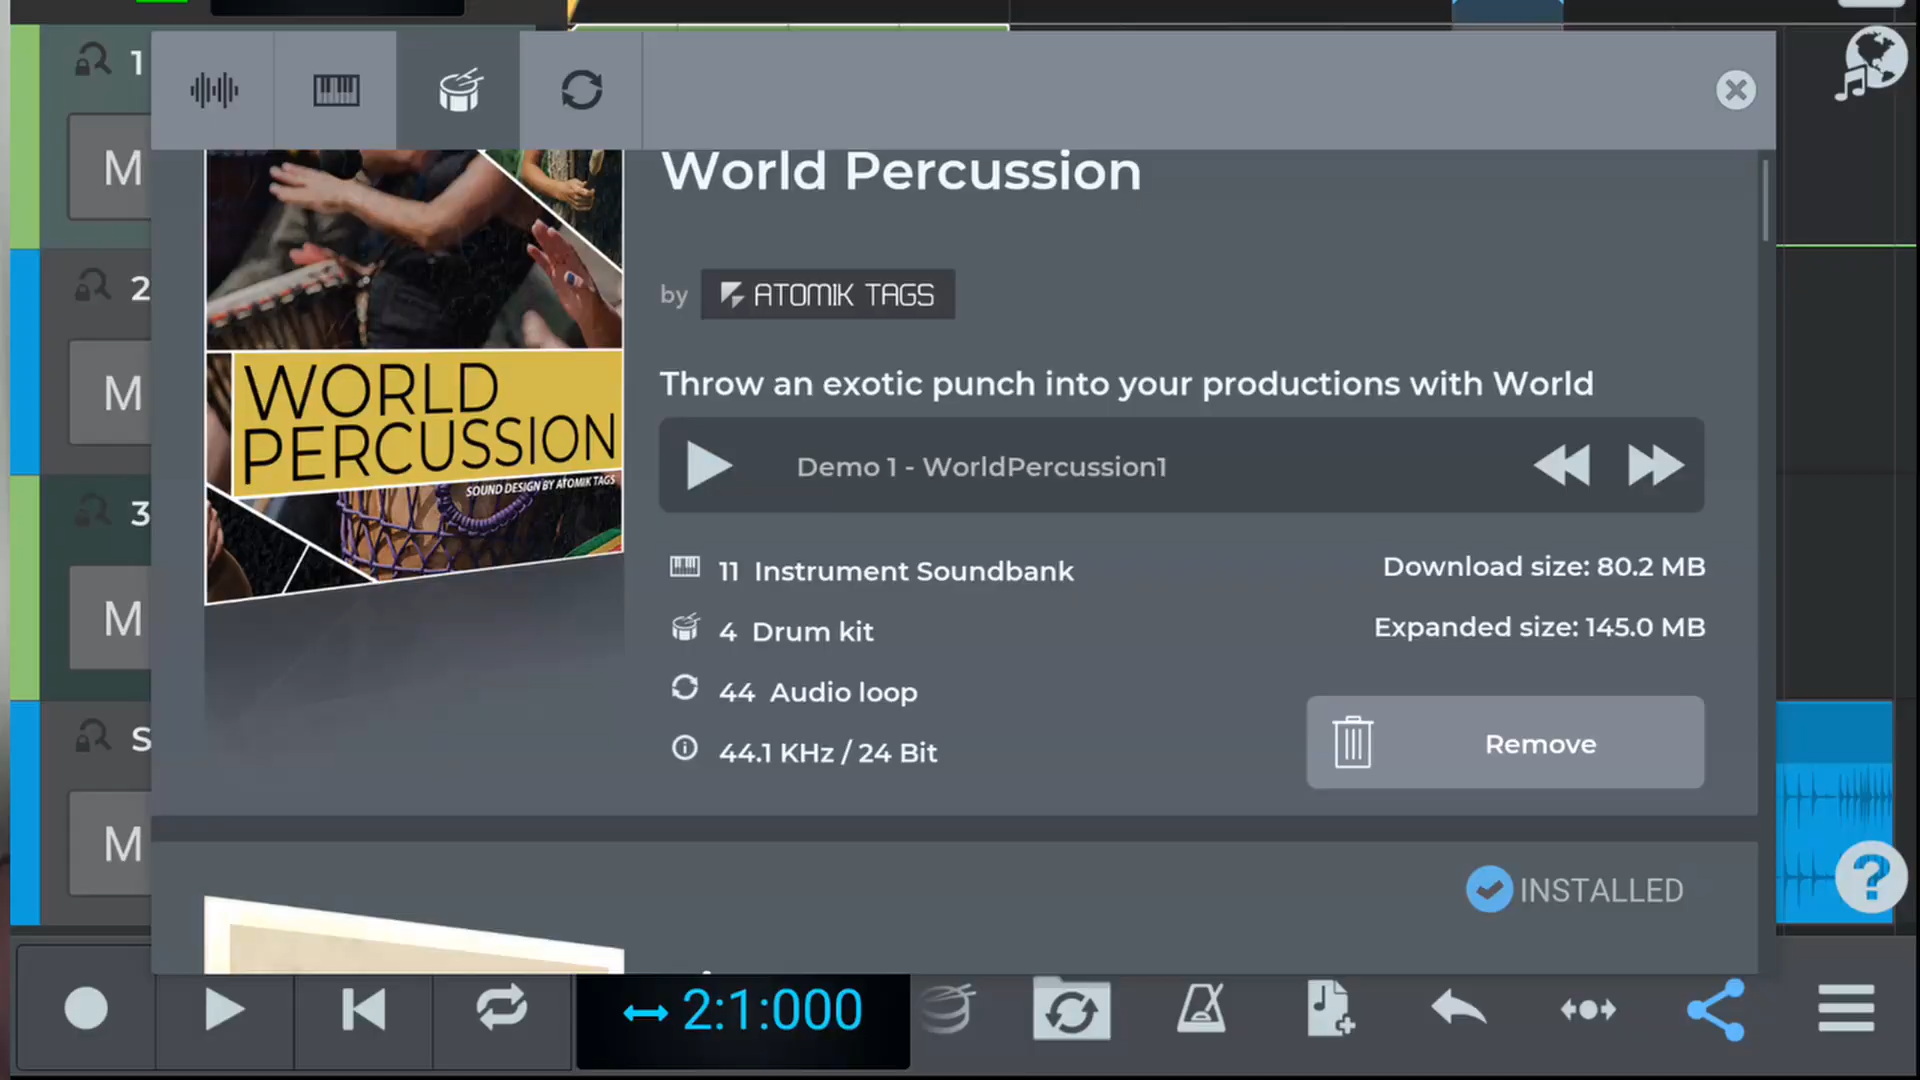 1
M
World Percussion
by ATOMIK TAGS
Throw an exotic punch into your productions with World
WORLD
PERCUSSION
SOUND DESIGN BY ATOMIK TAGS
Demo 1 - WorldPercussion1
11 Instrument Soundbank
4 Drum kit
44 Audio loop
44.1 KHz / 24 Bit
Download size: 80.2 MB
Expanded size: 145.0 MB
Remove
2
M
3
M
S
M
INSTALLED
?
2:1:000